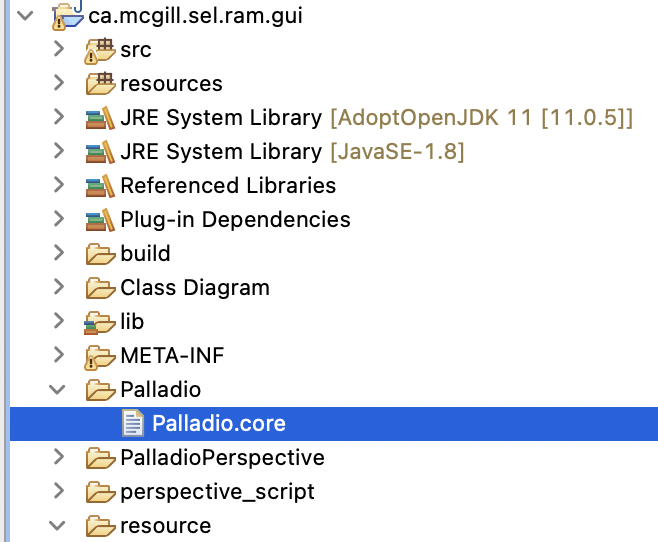 ca.mcgill.sel.ram.gui
src
resources
JRE System Library [AdoptOpenJDK 11 [11.0.5]]
JRE System Library [JavaSE-1.8]
Referenced Libraries
Plug-in Dependencies
build
Class Diagram
lib
META-INF
Palladio
Palladio.core
PalladioPerspective
perspective_script
resource